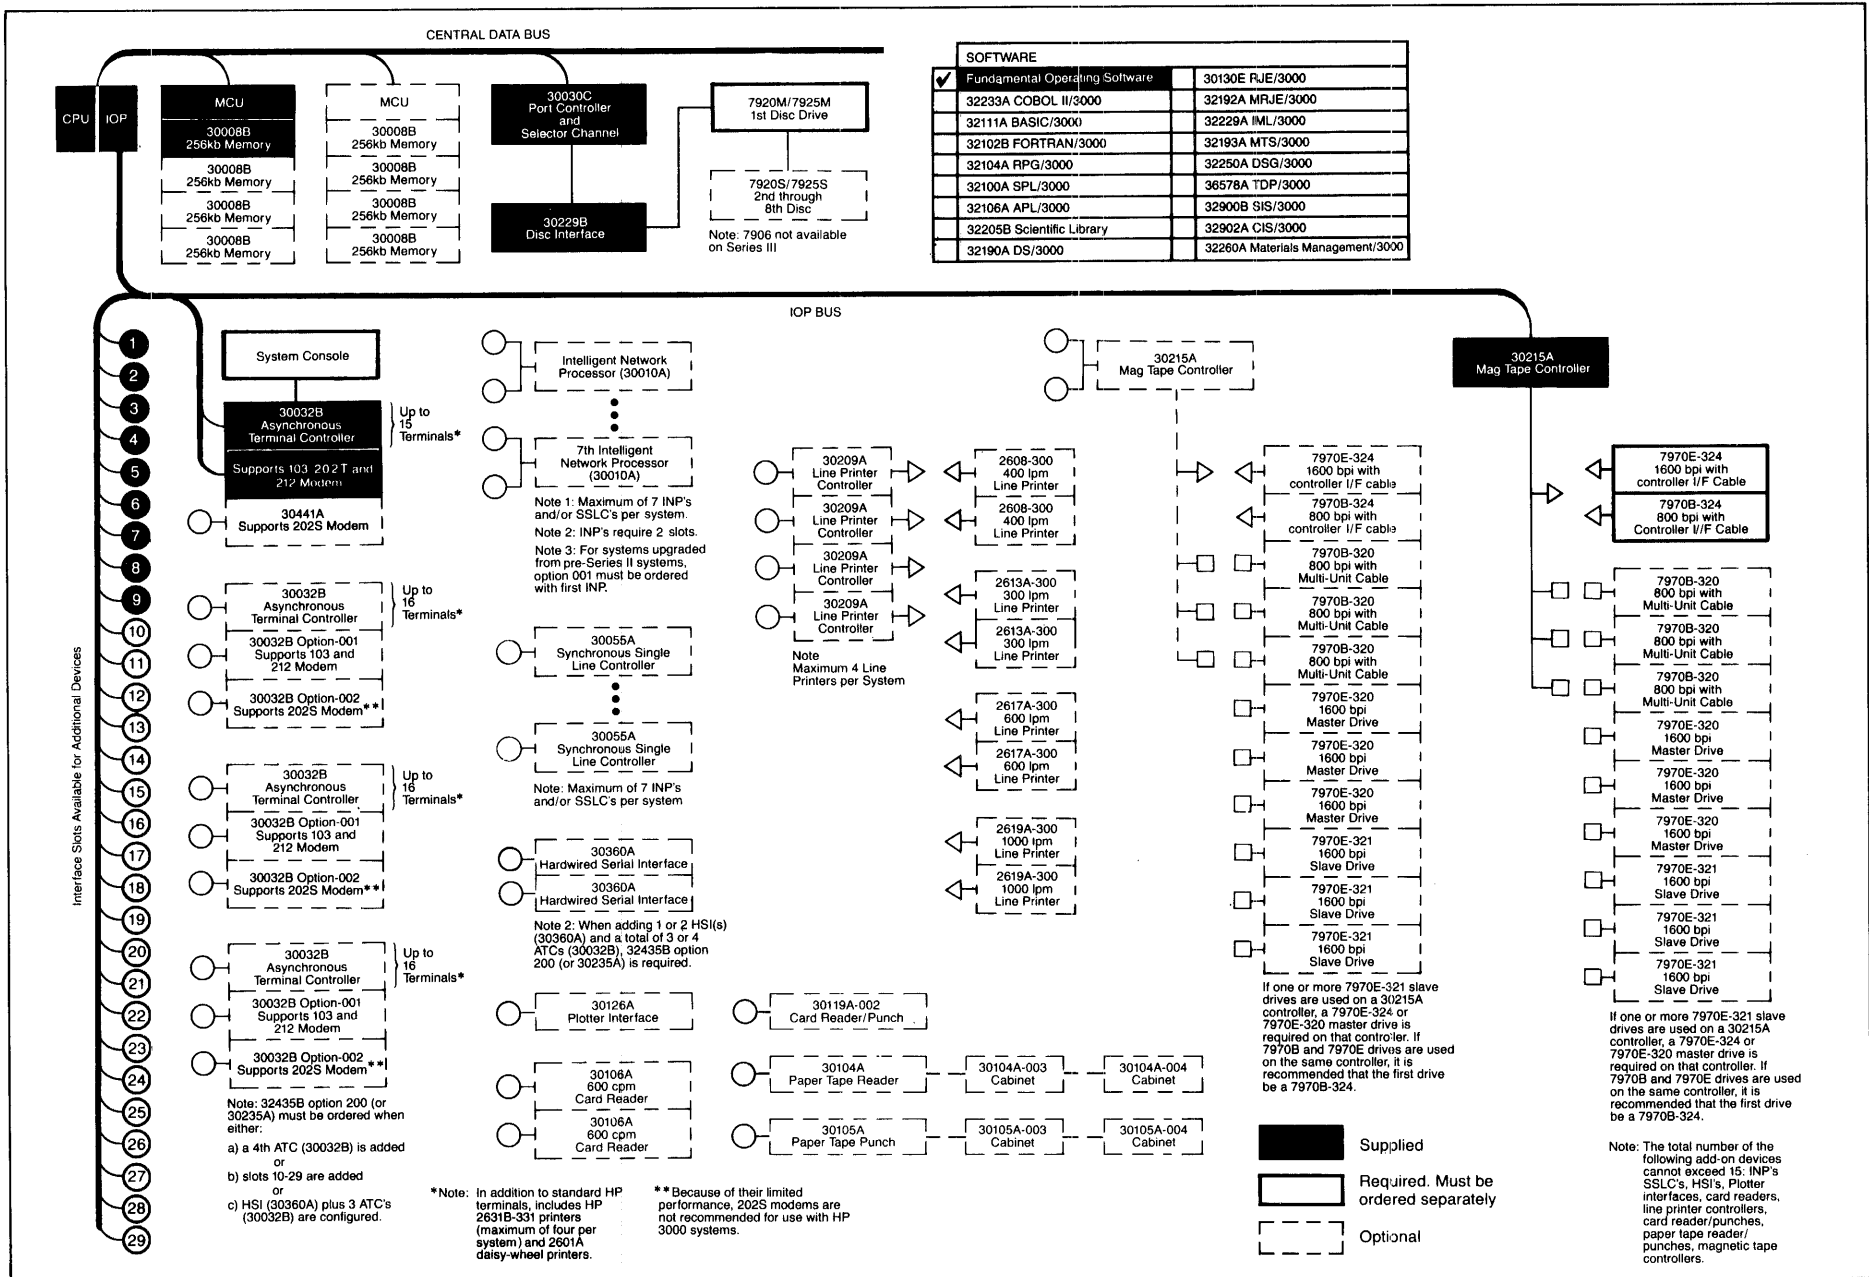 CENTRAL DATA BUS
CPU
IOP
MCU
30008B
256kb Memory
30008B
256kb Memory
30008B
256kb Memory
30008B
256kb Memory
MCU
30008B
256kb Memory
30008B
256kb Memory
30008B
256kb Memory
30008B
256kb Memory
30030C
Port Controller
and
Selector Channel
30229B
Disc Interface
7920M/7925M
1st Disc Drive
7920S/7925S
2nd through
8th Disc
Note: 7906 not available
on Series III
SOFTWARE
✓ Fundamental Operating Software
32233A COBOL II/3000
32111A BASIC/3000
32102B FORTRAN/3000
32104A RPG/3000
32100A SPL/3000
32106A APL/3000
32205B Scientific Library
32190A DS/3000
30130E RJE/3000
32192A MRJE/3000
32229A IML/3000
32193A MTS/3000
32250A DSG/3000
36578A TDP/3000
32900B SIS/3000
32902A CIS/3000
32260A Materials Management/3000
IOP BUS
Interface Slots Available for Additional Devices
1
2
3
4
5
6
7
8
9
10
11
12
13
14
15
16
17
18
19
20
21
22
23
24
25
26
27
28
29
System Console
30032B
Asynchronous
Terminal Controller
Supports 103 202T and
212 Modem
Up to
15
Terminals*
30441A
Supports 202S Modem
30032B
Asynchronous
Terminal Controller
30032B Option-001
Supports 103 and
212 Modem
30032B Option-002
Supports 202S Modem**
Up to
16
Terminals*
30032B
Asynchronous
Terminal Controller
30032B Option-001
Supports 103 and
212 Modem
30032B Option-002
Supports 202S Modem**
Up to
16
Terminals*
30032B
Asynchronous
Terminal Controller
30032B Option-001
Supports 103 and
212 Modem
30032B Option-002
Supports 202S Modem**
Up to
16
Terminals*
Note: 32435B option 200 (or
30235A) must be ordered when
either:
a) a 4th ATC (30032B) is added
or
b) slots 10-29 are added
or
c) HSI (30360A) plus 3 ATC's
(30032B) are configured.
Intelligent Network
Processor (30010A)
7th Intelligent
Network Processor
(30010A)
Note 1: Maximum of 7 INP's
and/or SSLC's per system.
Note 2: INP's require 2 slots.
Note 3: For systems upgraded
from pre-Series II systems,
option 001 must be ordered
with first INP.
30055A
Synchronous Single
Line Controller
30055A
Synchronous Single
Line Controller
Note: Maximum of 7 INP's
and/or SSLC's per system
30360A
Hardwired Serial Interface
30360A
Hardwired Serial Interface
Note 2: When adding 1 or 2 HSI(s)
(30360A) and a total of 3 or 4
ATCs (30032B), 32435B option
200 (or 30235A) is required.
30126A
Plotter Interface
30106A
600 cpm
Card Reader
30106A
600 cpm
Card Reader
*Note: In addition to standard HP
terminals, includes HP
2631B-331 printers
(maximum of four per
system) and 2601A
daisy-wheel printers.
**Because of their limited
performance, 202S modems are
not recommended for use with HP
3000 systems.
30209A
Line Printer
Controller
30209A
Line Printer
Controller
30209A
Line Printer
Controller
30209A
Line Printer
Controller
Note
Maximum 4 Line
Printers per System
2608-300
400 lpm
Line Printer
2608-300
400 lpm
Line Printer
2613A-300
300 lpm
Line Printer
2613A-300
300 lpm
Line Printer
2617A-300
600 lpm
Line Printer
2617A-300
600 lpm
Line Printer
2619A-300
1000 lpm
Line Printer
2619A-300
1000 lpm
Line Printer
30119A-002
Card Reader/Punch
30104A
Paper Tape Reader
30104A-003
Cabinet
30104A-004
Cabinet
30105A
Paper Tape Punch
30105A-003
Cabinet
30105A-004
Cabinet
30215A
Mag Tape Controller
7970E-324
1600 bpi with
controller I/F cable
7970B-324
800 bpi with
controller I/F cable
7970B-320
800 bpi with
Multi-Unit Cable
7970B-320
800 bpi with
Multi-Unit Cable
7970B-320
800 bpi with
Multi-Unit Cable
7970E-320
1600 bpi
Master Drive
7970E-320
1600 bpi
Master Drive
7970E-320
1600 bpi
Master Drive
7970E-321
1600 bpi
Slave Drive
7970E-321
1600 bpi
Slave Drive
7970E-321
1600 bpi
Slave Drive
If one or more 7970E-321 slave
drives are used on a 30215A
controller, a 7970E-324 or
7970E-320 master drive is
required on that controller. If
7970B and 7970E drives are used
on the same controller, it is
recommended that the first drive
be a 7970B-324.
30215A
Mag Tape Controller
7970E-324
1600 bpi with
controller I/F Cable
7970B-324
800 bpi with
Controller I/F Cable
7970B-320
800 bpi with
Multi-Unit Cable
7970B-320
800 bpi with
Multi-Unit Cable
7970B-320
800 bpi with
Multi-Unit Cable
7970E-320
1600 bpi
Master Drive
7970E-320
1600 bpi
Master Drive
7970E-320
1600 bpi
Master Drive
7970E-321
1600 bpi
Slave Drive
7970E-321
1600 bpi
Slave Drive
7970E-321
1600 bpi
Slave Drive
If one or more 7970E-321 slave
drives are used on a 30215A
controller, a 7970E-324 or
7970E-320 master drive is
required on that controller. If
7970B and 7970E drives are used
on the same controller, it is
recommended that the first drive
be a 7970B-324.
Note: The total number of the
following add-on devices
cannot exceed 15: INP's
SSLC's, HSI's, Plotter
interfaces, card readers,
line printer controllers,
card reader/punches,
paper tape reader/
punches, magnetic tape
controllers.
Supplied
Required. Must be
ordered separately
Optional